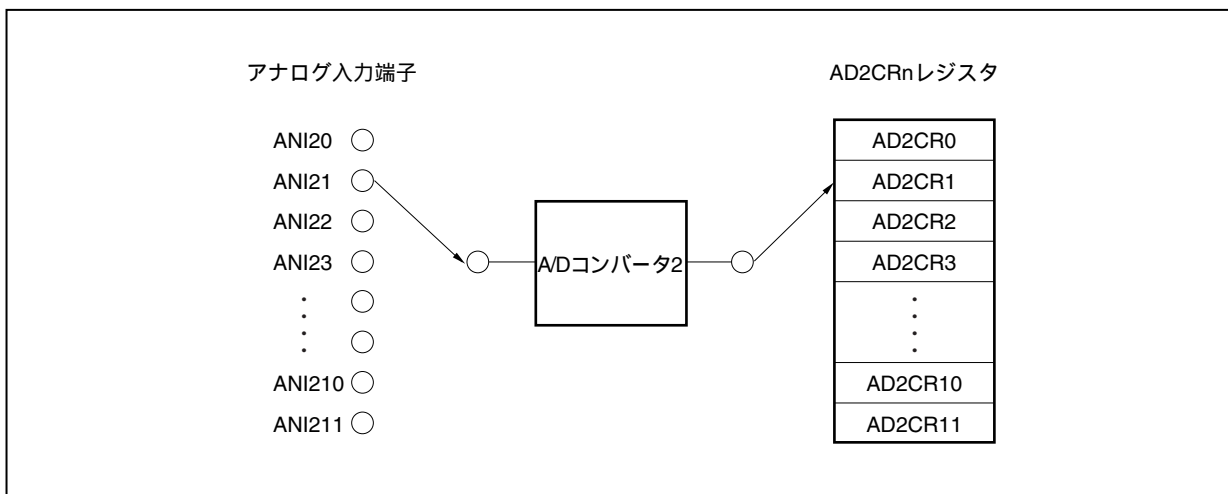 アナログ入力端子
ANI20
ANI21
ANI22
ANI23
ANI210
ANI211
A/Dコンバータ2
AD2CRnレジスタ
AD2CR0
AD2CR1
AD2CR2
AD2CR3
AD2CR10
AD2CR11